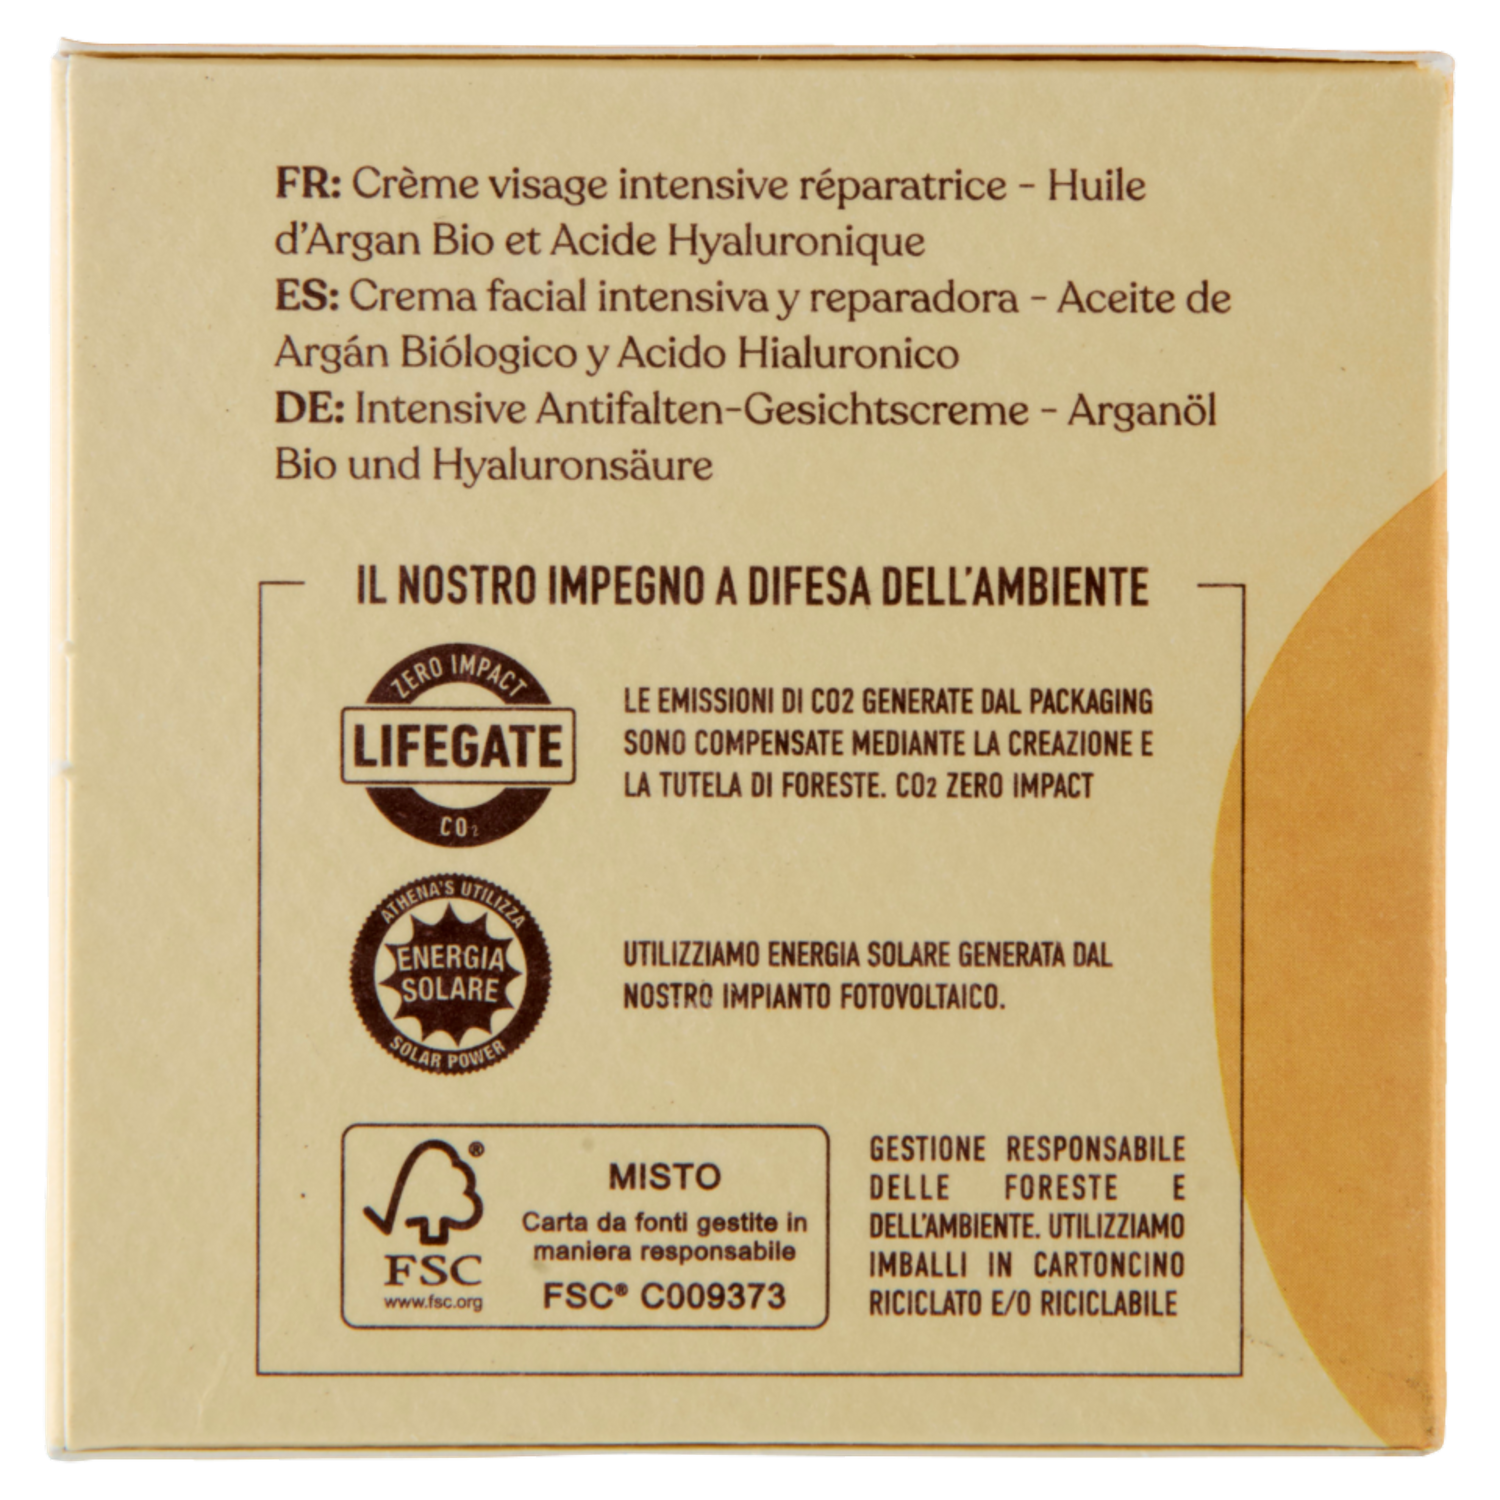 FR: Crème visage intensive réparatrice - Huile
d'Argan Bio et Acide Hyaluronique
ES: Crema facial intensiva y reparadora - Aceite de
Argán Biólogico y Acido Hialuronico
DE: Intensive Antifalten-Gesichtscreme - Arganöl
Bio und Hyaluronsäure
IL NOSTRO IMPEGNO A DIFESA DELL'AMBIENTE
ZERO IMPACT
LIFEGATE
CO2
LE EMISSIONI DI CO2 GENERATE DAL PACKAGING
SONO COMPENSATE MEDIANTE LA CREAZIONE E
LA TUTELA DI FORESTE. CO2 ZERO IMPACT
ATHENA'S UTILIZZA
ENERGIA
SOLARE
SOLAR POWER
UTILIZZIAMO ENERGIA SOLARE GENERATA DAL
NOSTRO IMPIANTO FOTOVOLTAICO.
®
FSC
www.fsc.org
MISTO
Carta da fonti gestite in
maniera responsabile
FSC® C009373
GESTIONE RESPONSABILE
DELLE FORESTE E
DELL'AMBIENTE. UTILIZZIAMO
IMBALLI IN CARTONCINO
RICICLATO E/O RICICLABILE